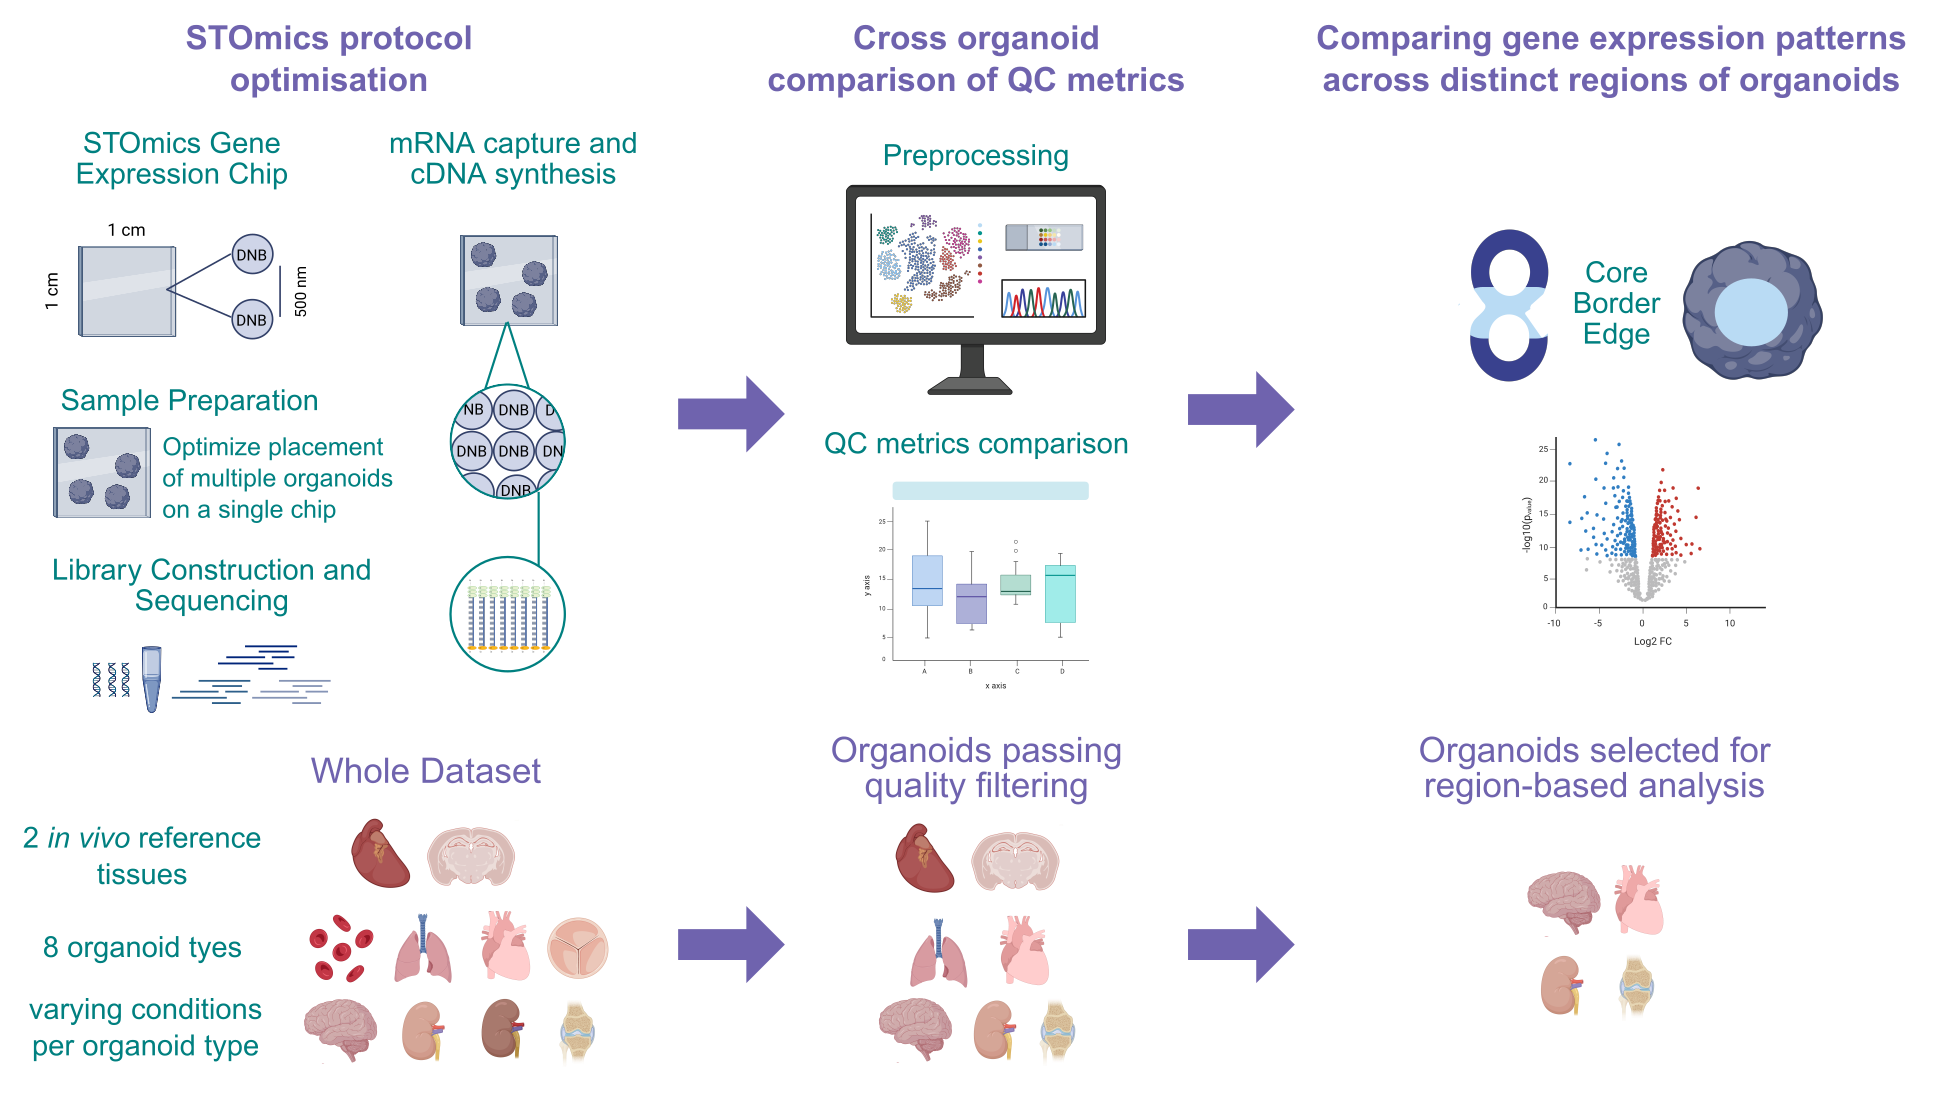 STOmics protocol
optimisation
STOmics Gene
Expression Chip
1 cm
1 cm
DNB
DNB
500 nm
mRNA capture and
cDNA synthesis
NB
DNB
D
DNB
DNB
DN
DNB
Sample Preparation
Optimize placement
of multiple organoids
on a single chip
Library Construction and
Sequencing
Cross organoid
comparison of QC metrics
Preprocessing
QC metrics comparison
y axis
25
20
15
10
5
0
A
B
C
D
x axis
Comparing gene expression patterns
across distinct regions of organoids
Core
Border
Edge
-log10(pvalue)
25
20
15
10
5
0
-10
-5
0
5
10
Log2 FC
Whole Dataset
2 in vivo reference
tissues
8 organoid tyes
varying conditions
per organoid type
Organoids passing
quality filtering
Organoids selected for
region-based analysis